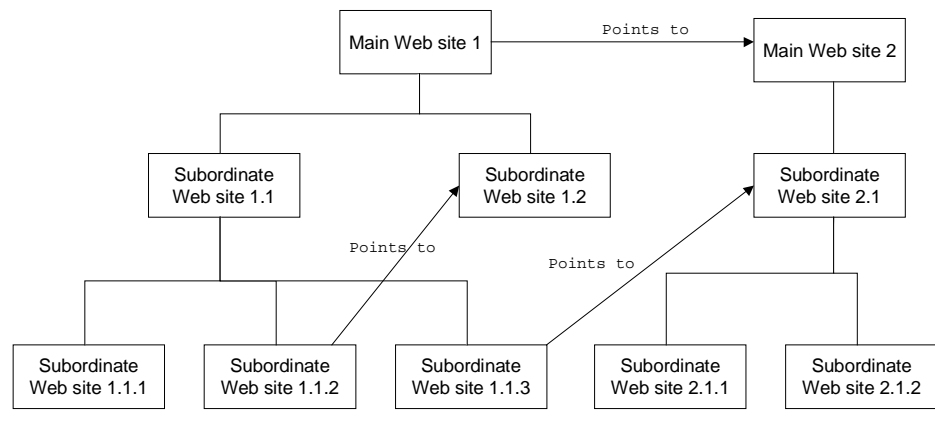 Main Web site 1
Points to
Main Web site 2
Subordinate
Web site 1.1
Subordinate
Web site 1.2
Subordinate
Web site 2.1
Points to
Points to
Subordinate
Web site 1.1.1
Subordinate
Web site 1.1.2
Subordinate
Web site 1.1.3
Subordinate
Web site 2.1.1
Subordinate
Web site 2.1.2